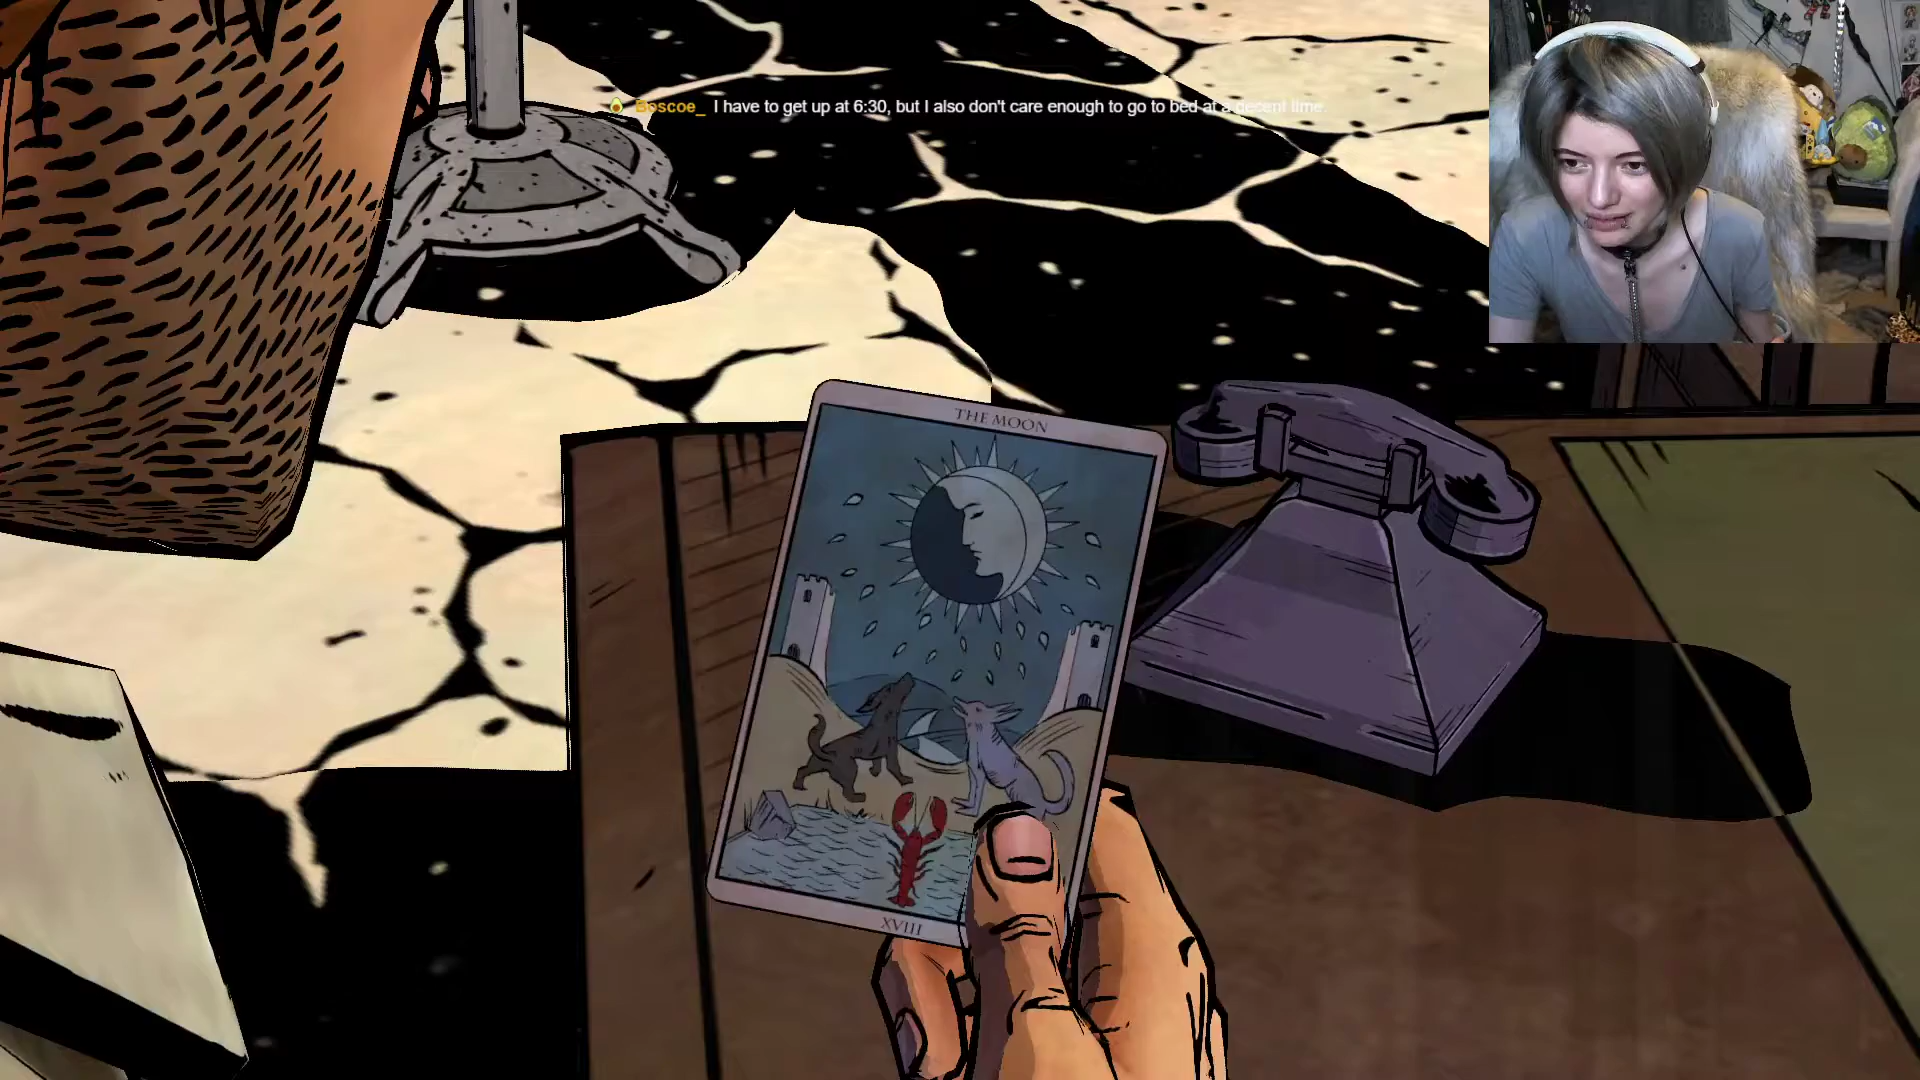 Boscoe_ I have to get up at 6:30, but I also don't care enough to go to bed at a decent time.
THE MOON
XVIII